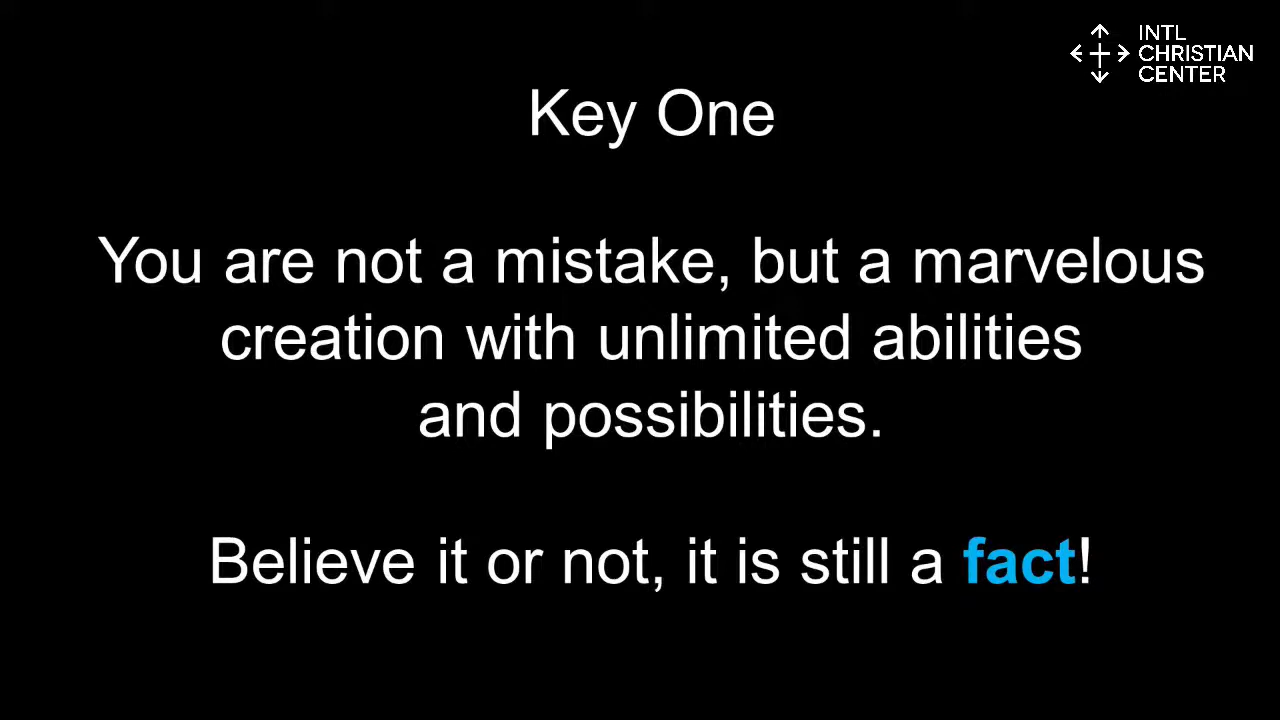 INTL
CHRISTIAN
CENTER
Key One
You are not a mistake, but a marvelous
creation with unlimited abilities
and possibilities.
Believe it or not, it is still a fact!